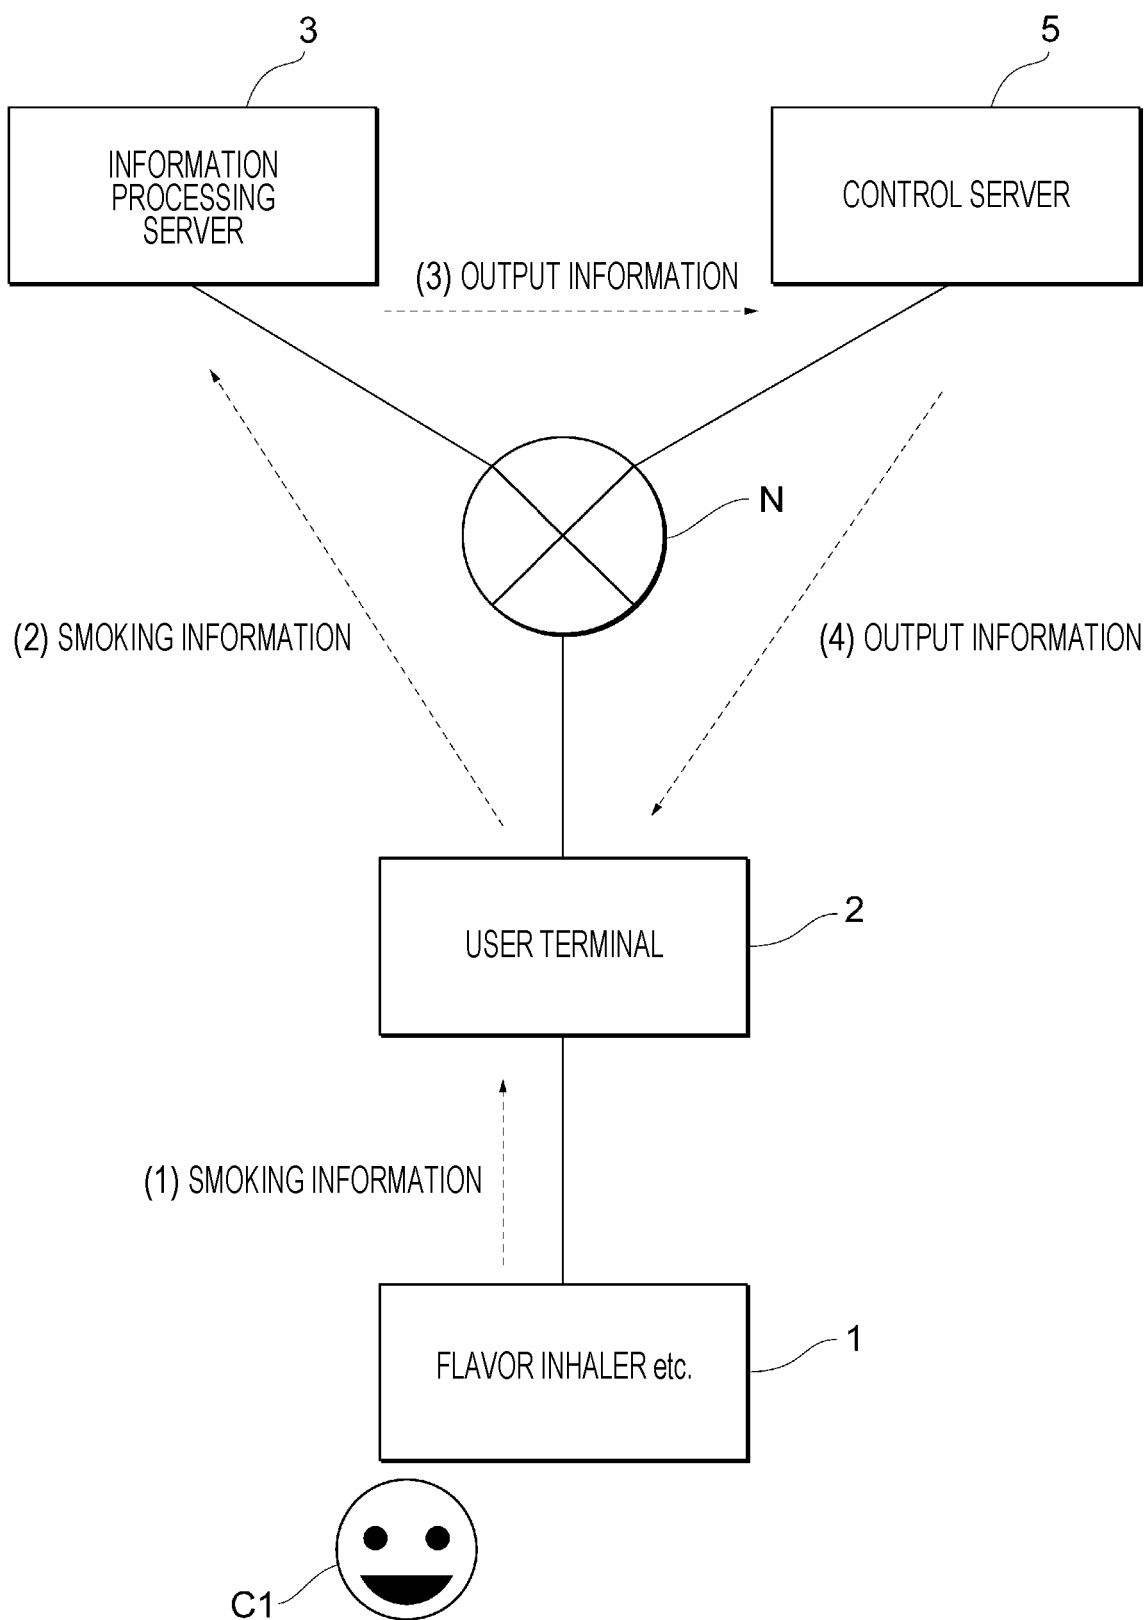 3
5
INFORMATION
PROCESSING
SERVER
CONTROL SERVER
(3) OUTPUT INFORMATION
N
(2) SMOKING INFORMATION
(4) OUTPUT INFORMATION
2
USER TERMINAL
(1) SMOKING INFORMATION
1
FLAVOR INHALER etc.
C1